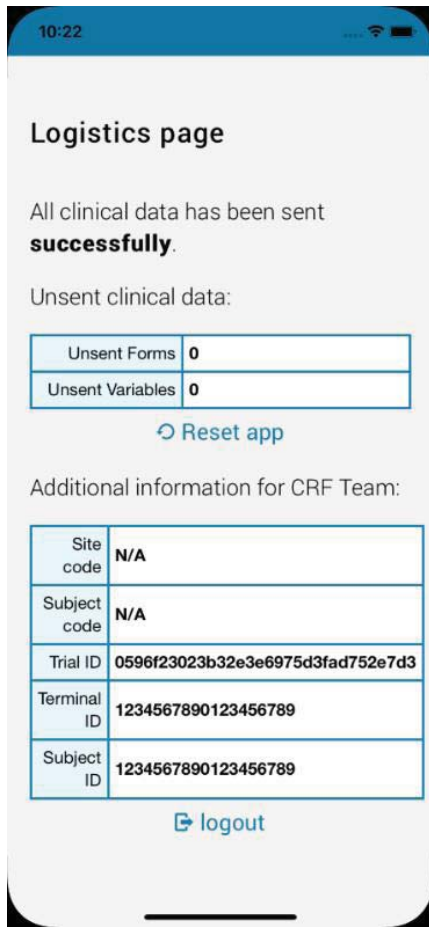 10:22
Logistics page
All clinical data has been sent
successfully.
Unsent clinical data:
Unsent Forms 0
Unsent Variables 0
Reset app
Additional information for CRF Team:
Site
code N/A
Subject
code N/A
Trial ID 0596f23023b32e3e6975d3fad752e7d3
Terminal
ID 1234567890123456789
Subject
ID 1234567890123456789
logout